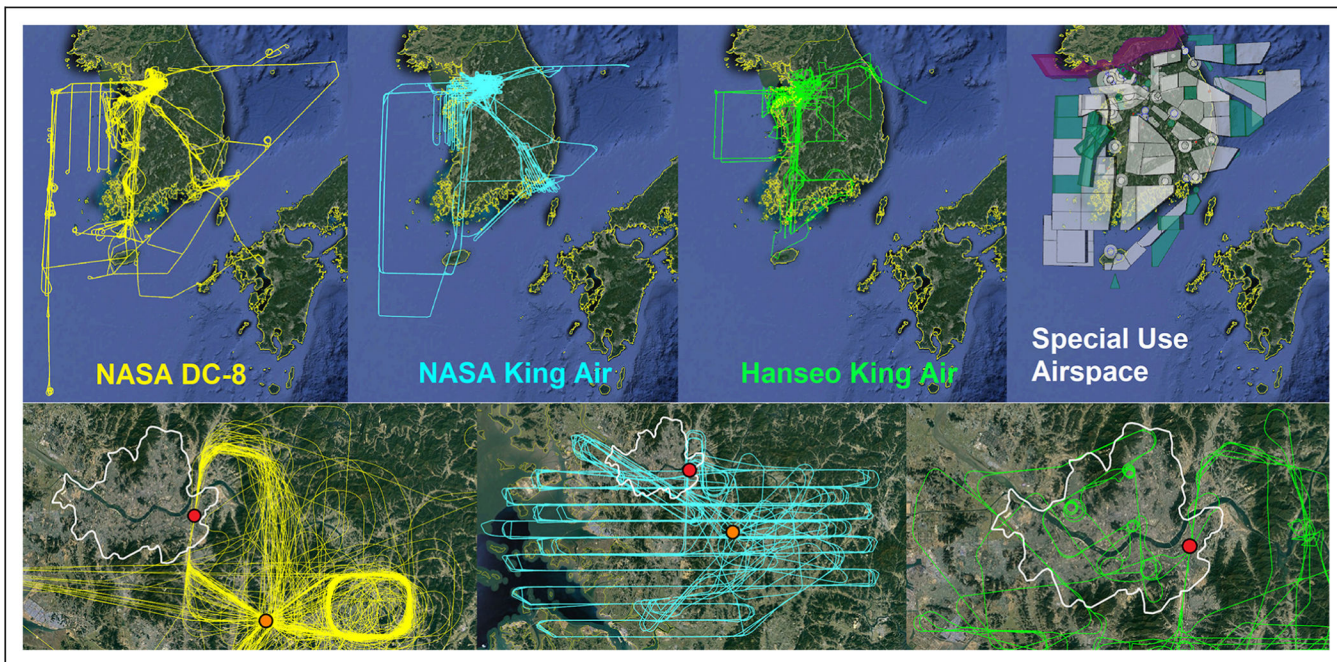 NASA DC-8
NASA King Air
Hanseo King Air
Special Use
Airspace